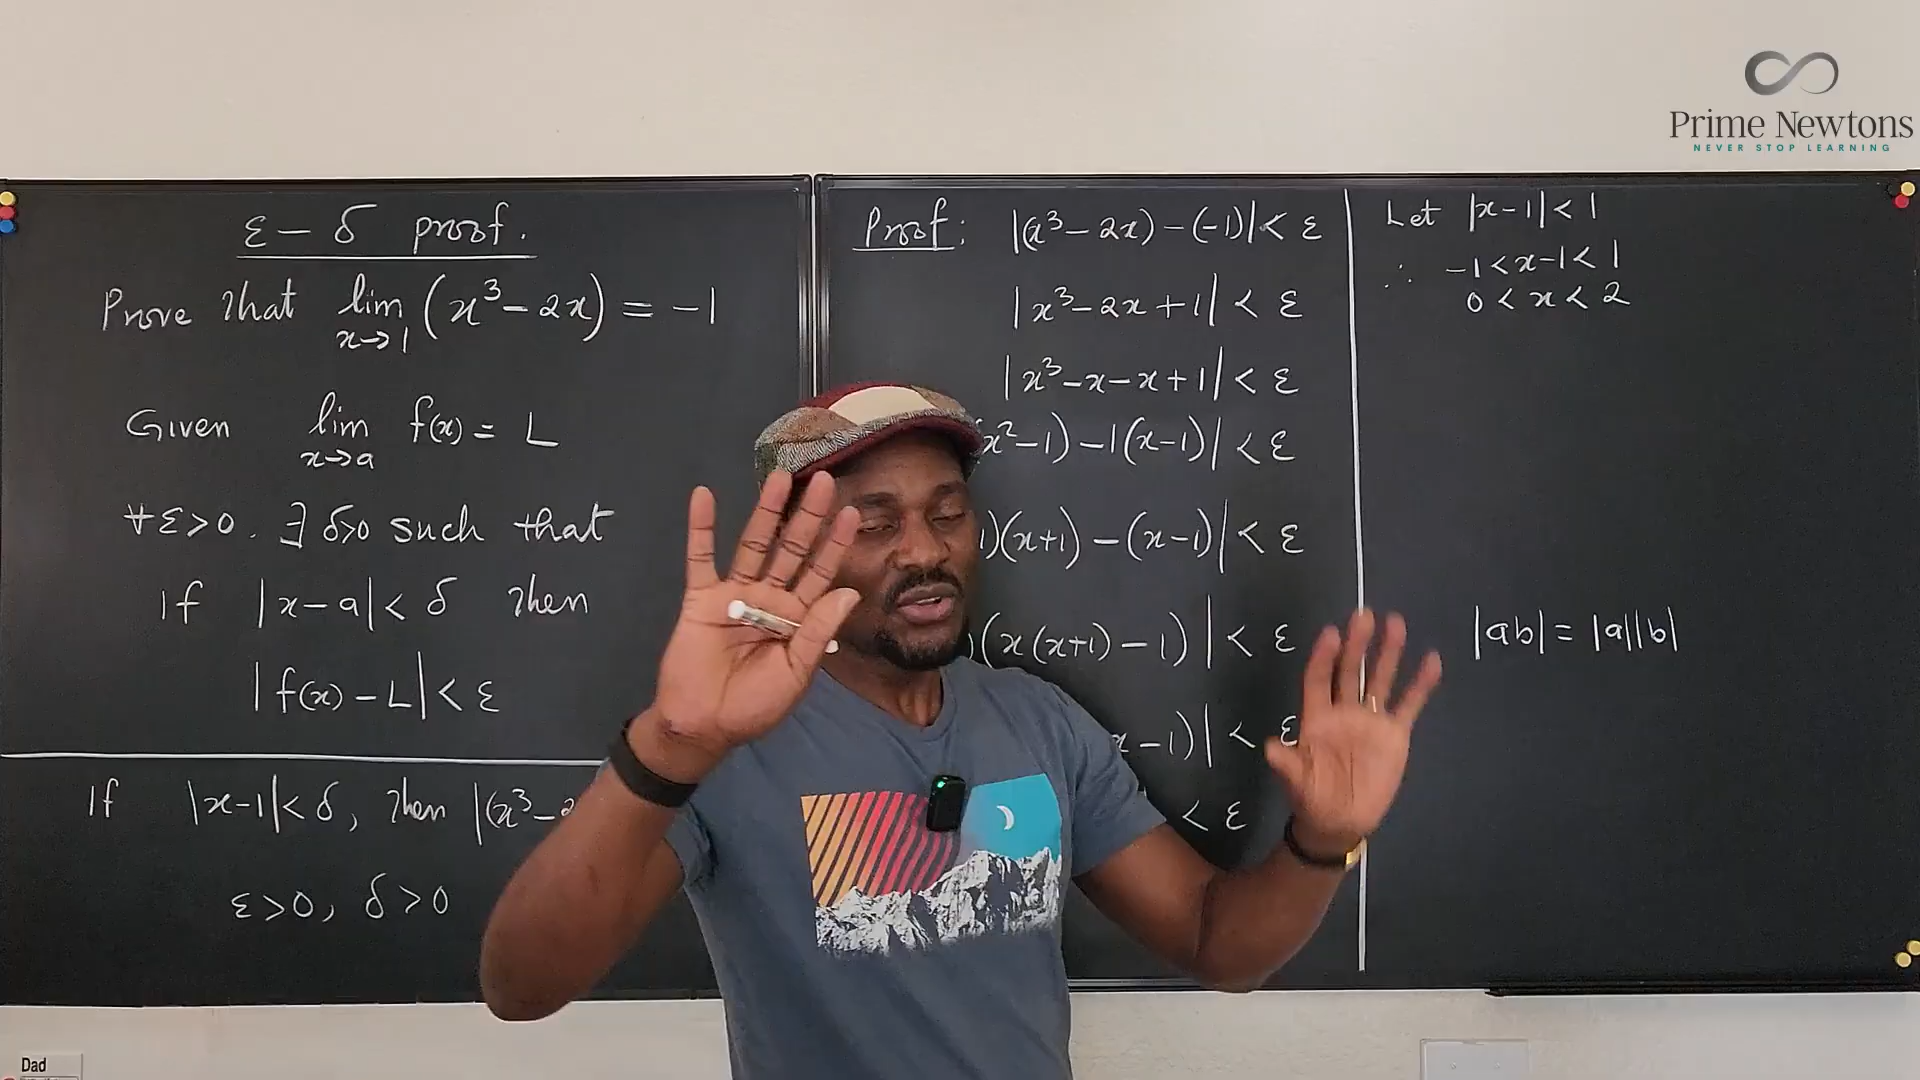 Prime Newtons
NEVER STOP LEARNING
ε – δ proof.
Prove that lim x→1 (x³ – 2x) = –1
Given lim x→a f(x) = L
∀ε>0. ∃ δ>0 such that
If |x – a| < δ then
|f(x) – L| < ε
If |x – 1| < δ, then |(x³ –
ε>0, δ>0
Proof: |(x³ – 2x) – (–1)| < ε
|x³ – 2x + 1| < ε
|x³ – x – x + 1| < ε
x² – 1) – 1(x – 1)| < ε
)(x+1) – (x–1)| < ε
(x(x+1) – 1)| < ε
x – 1)| < ε
< ε
Let |x – 1| < 1
∴ –1 < x – 1 < 1
0 < x < 2
|ab| = |a||b|
Dad